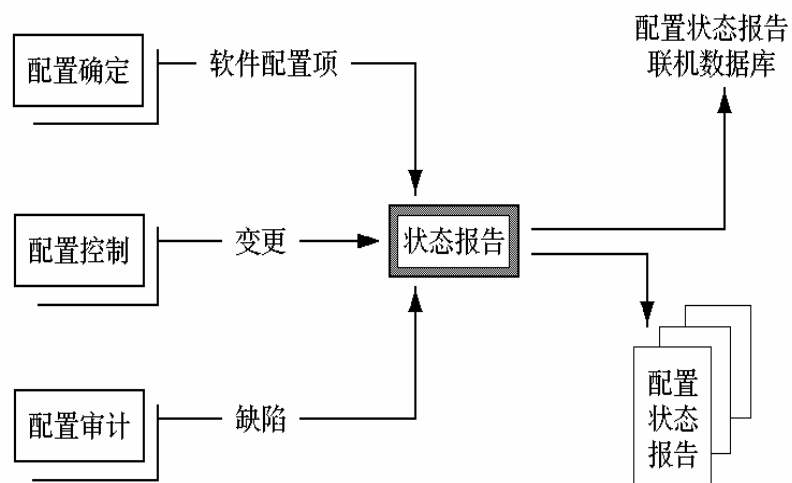 配置状态报告
联机数据库
配置确定
软件配置项
配置控制
变更
状态报告
配置审计
缺陷
配置
状态
报告